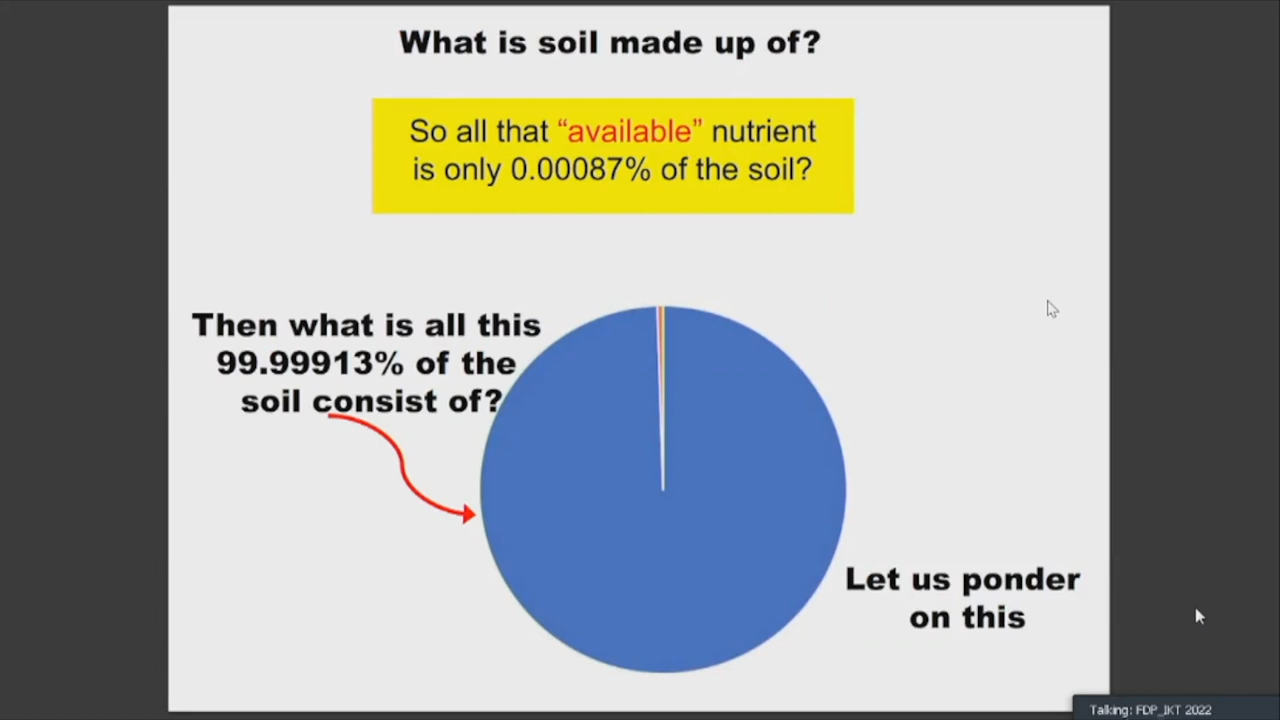 What is soil made up of?
So all that “available” nutrient
is only 0.00087% of the soil?
Then what is all this
99.99913% of the
soil consist of?
Let us ponder
on this
Talking: FDP_IKT 2022